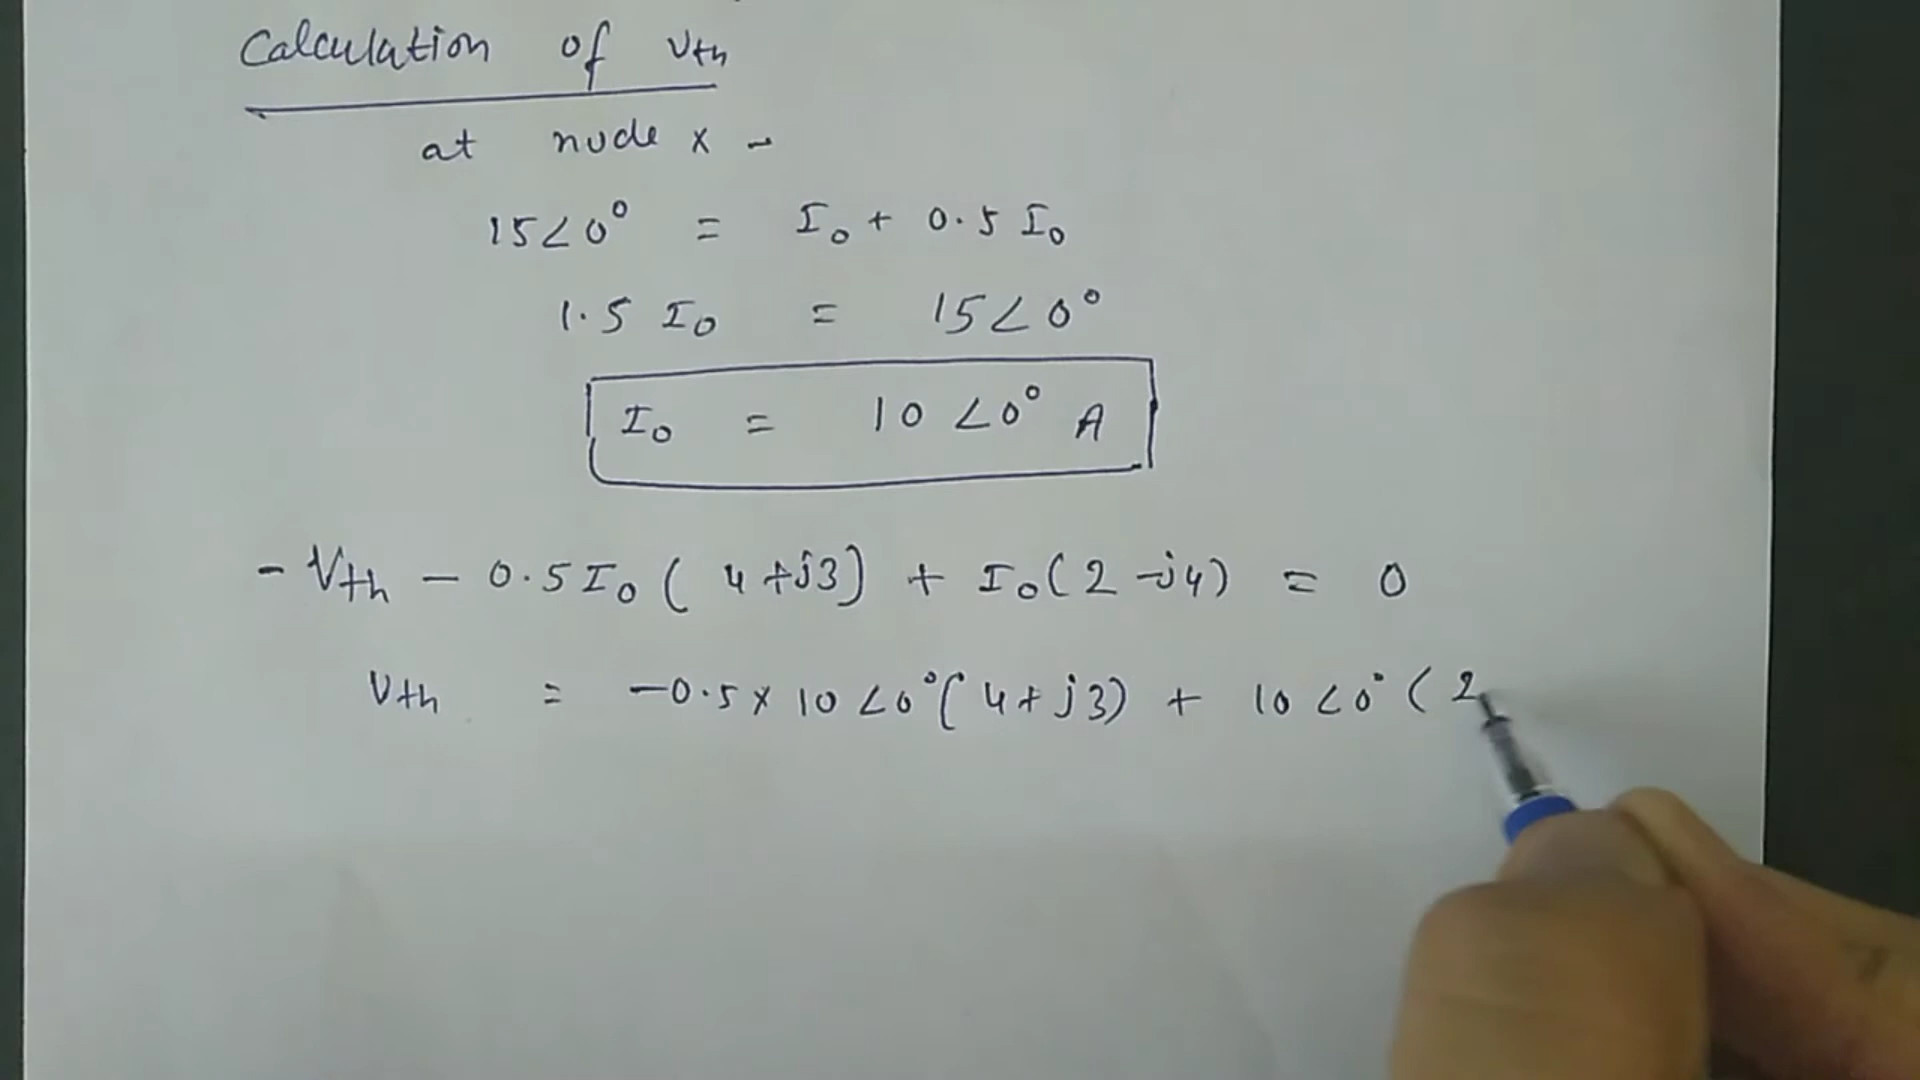 Calculation of Vth
at node x -
15∠0° = I₀ + 0.5 I₀
1.5 I₀ = 15∠0°
I₀ = 10∠0° A
- Vth - 0.5 I₀ ( 4 + j3 ) + I₀ ( 2 - j4 ) = 0
Vth = -0.5 × 10∠0° ( 4 + j3 ) + 10∠0° ( 2